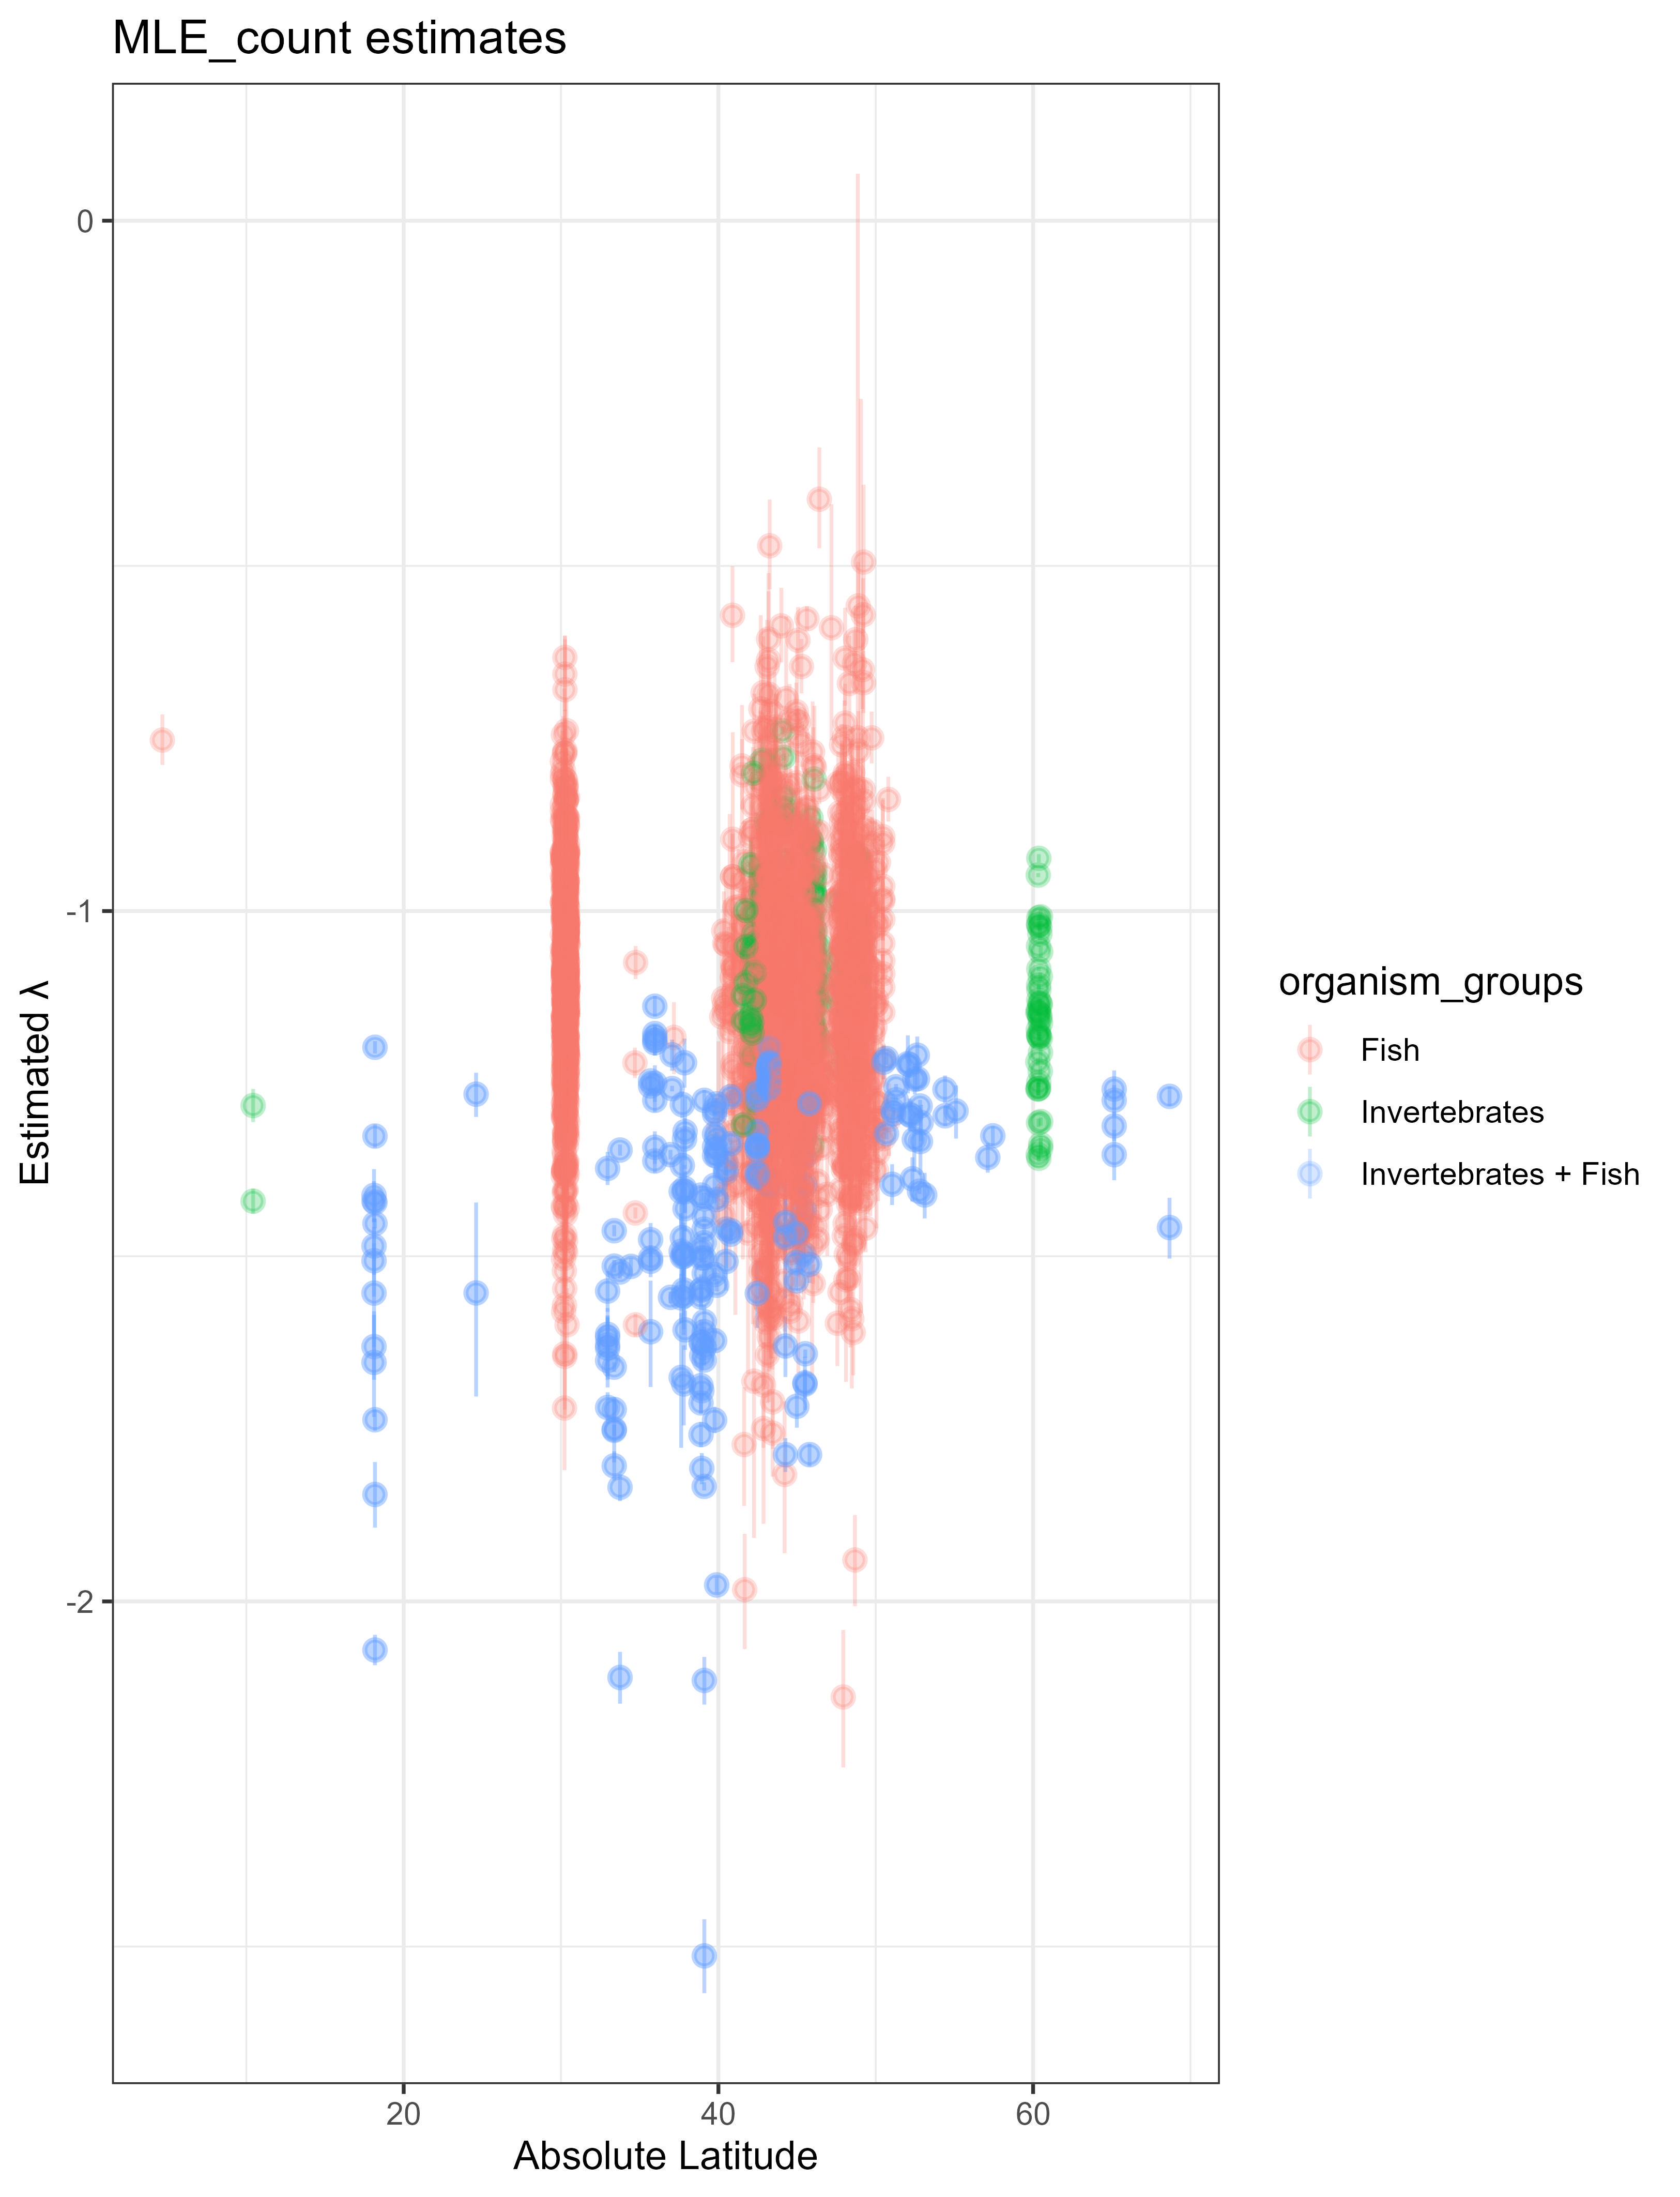 MLE_count estimates
0
-1
-2
Estimated λ
20
40
60
Absolute Latitude
organism_groups
Fish
Invertebrates
Invertebrates + Fish